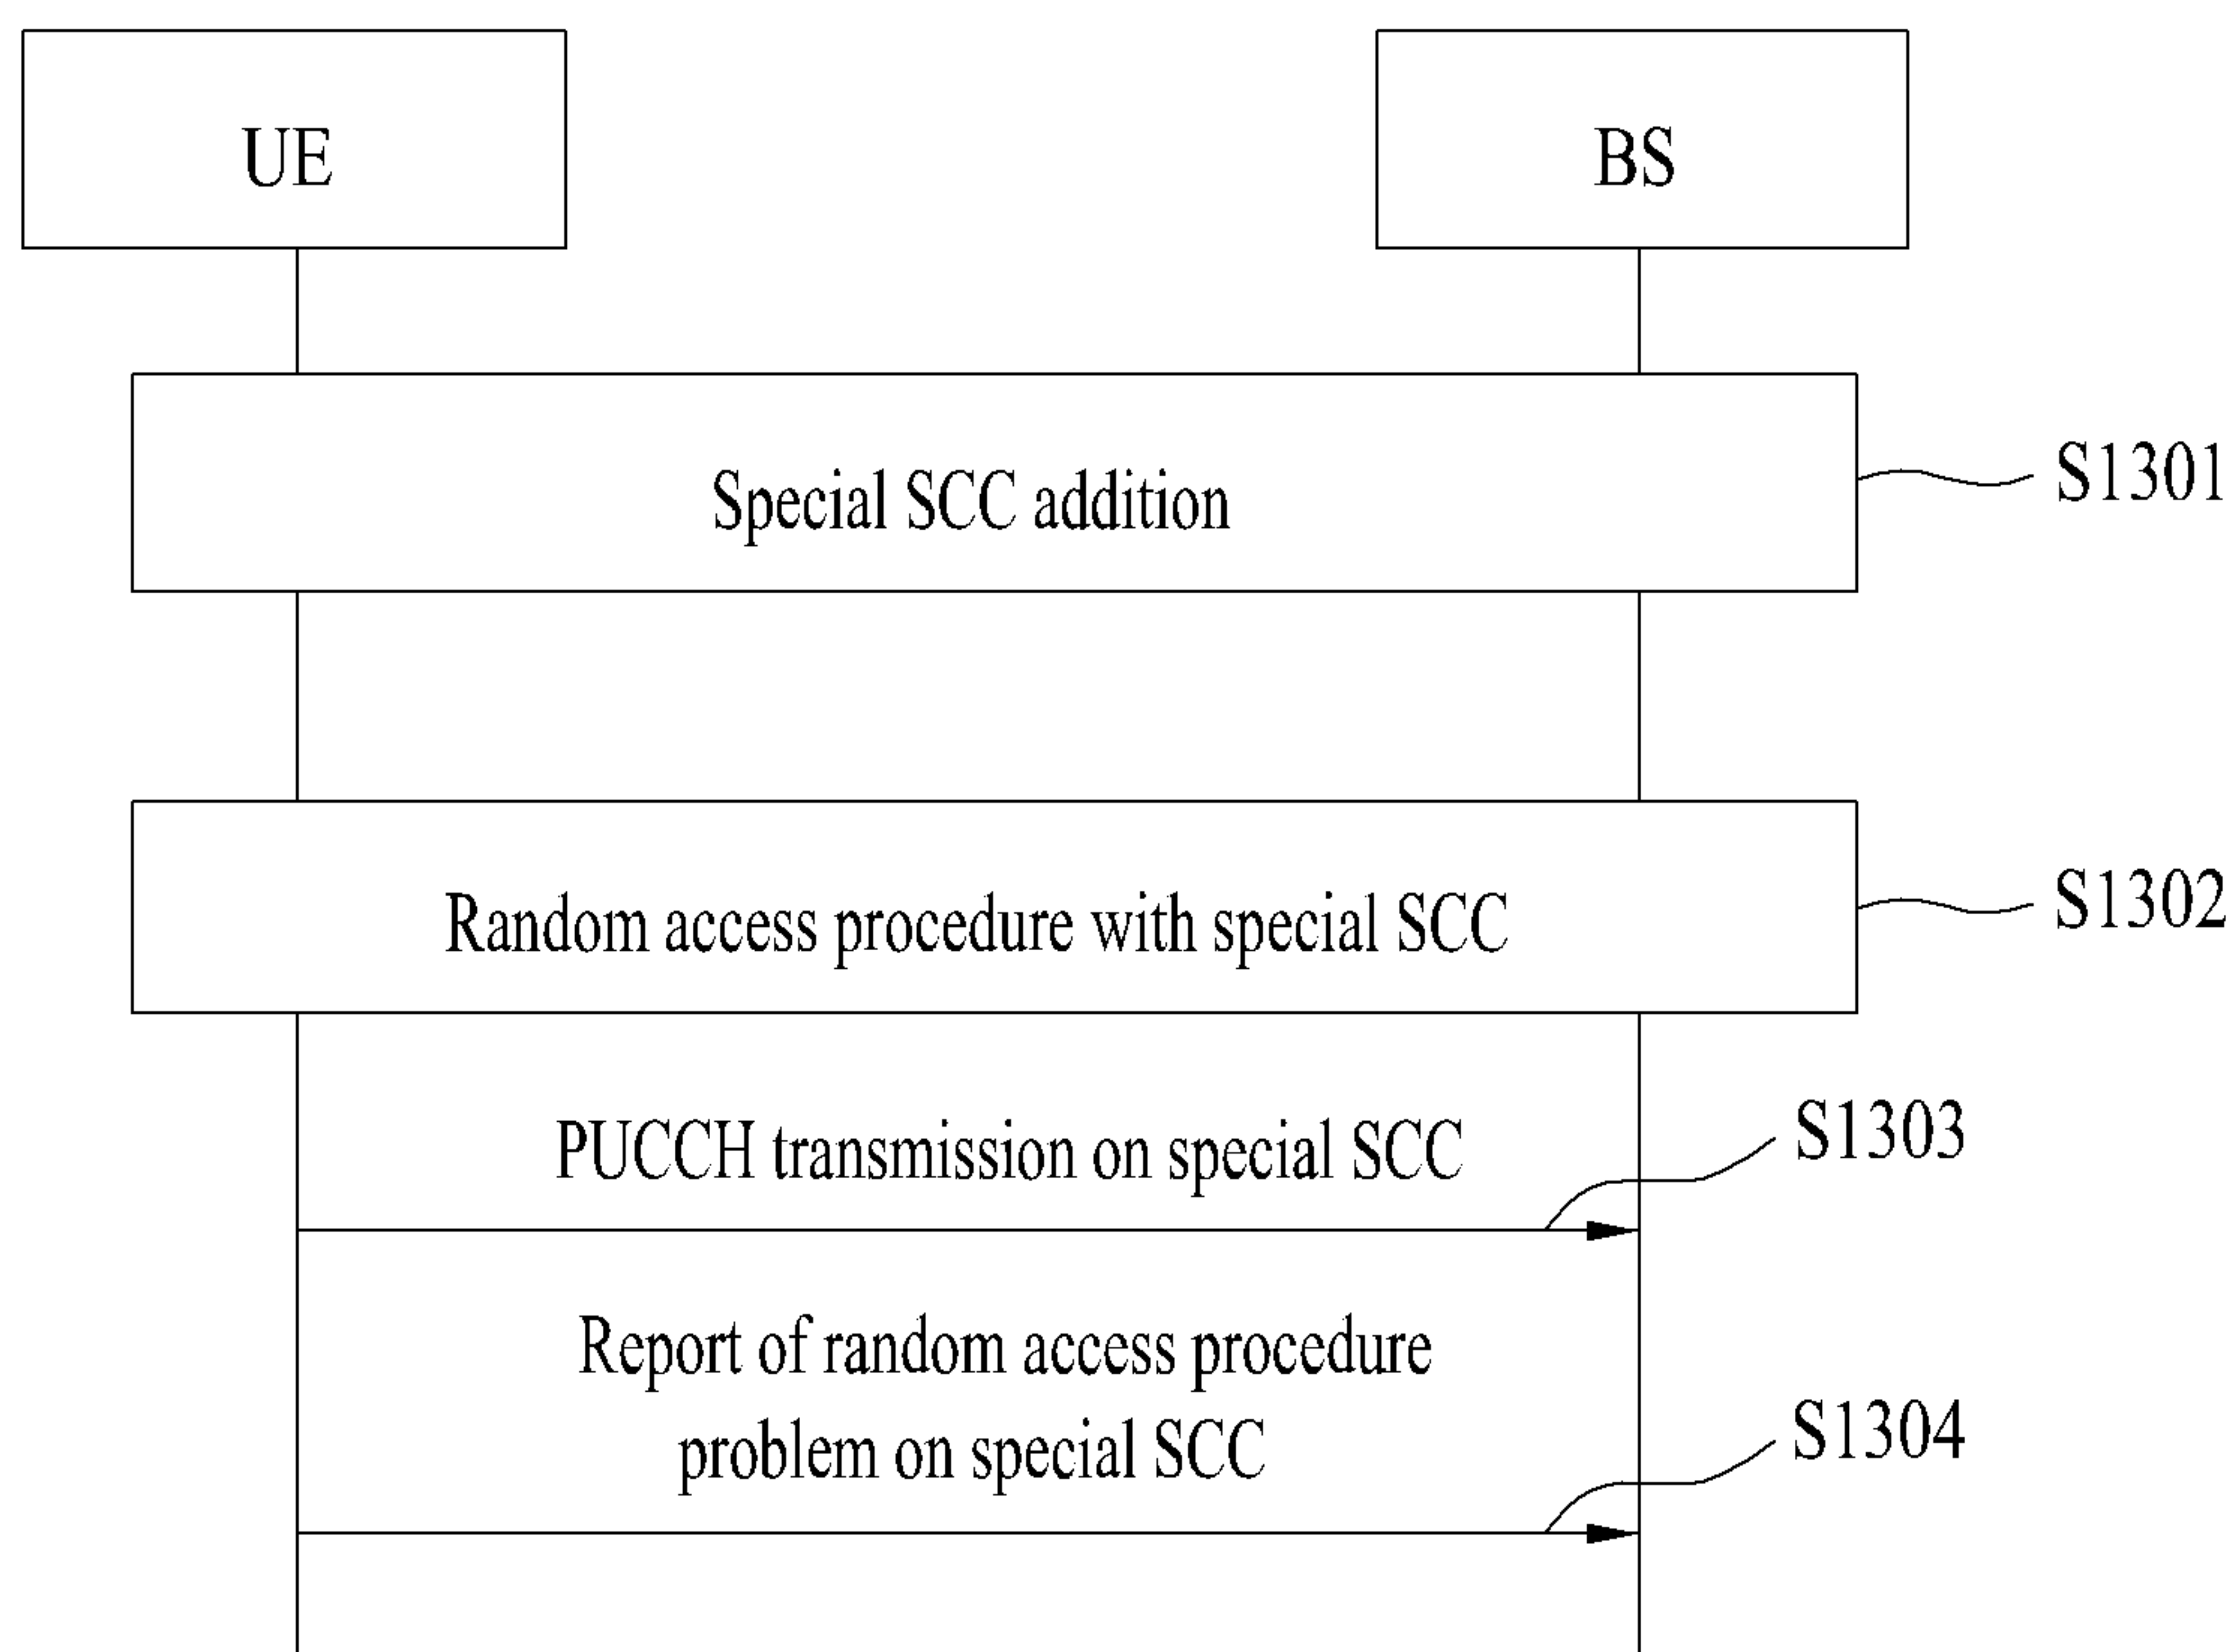 UE
BS
Special SCC addition
S1301
Random access procedure with special SCC
S1302
PUCCH transmission on special SCC
S1303
Report of random access procedure
problem on special SCC
S1304